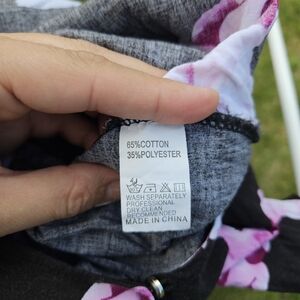 65%COTTON
35%POLYESTER
WASH SEPARATELY
PROFESSIONAL
DRY CLEAN
RECOMMENDED
MADE IN CHINA